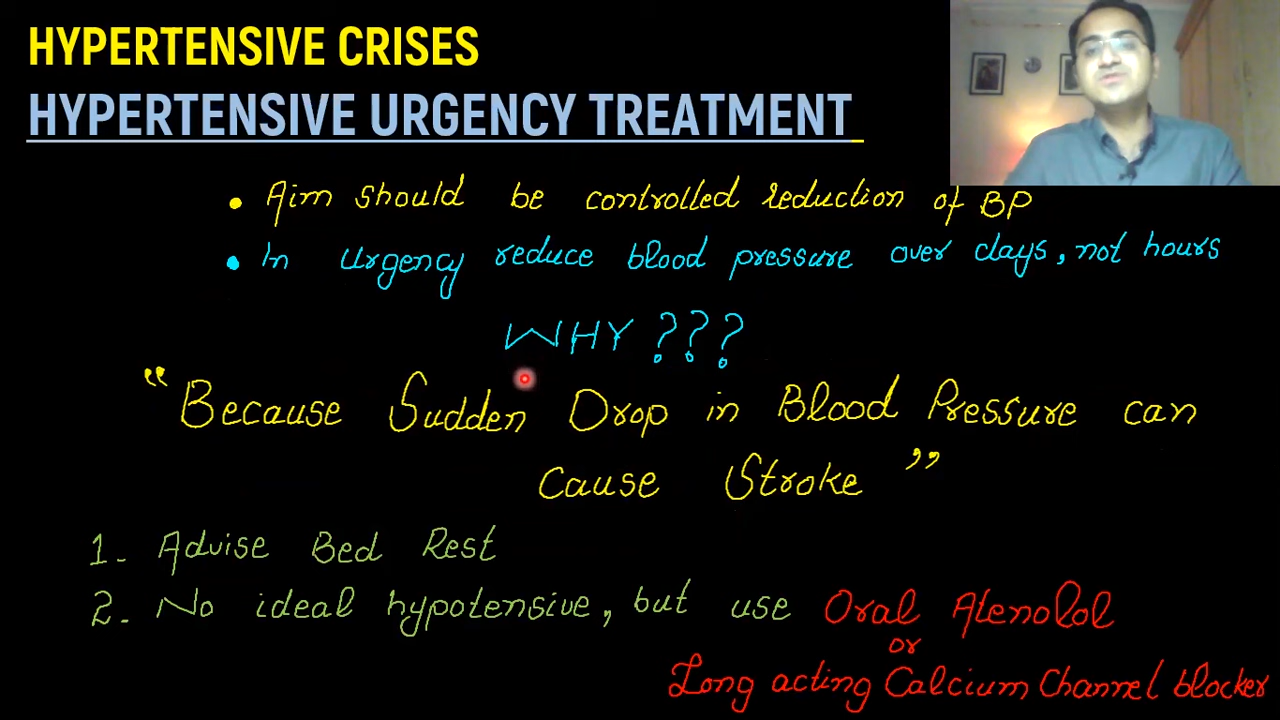 HYPERTENSIVE CRISES
HYPERTENSIVE URGENCY TREATMENT
• Aim should be controlled reduction of BP
• In urgency reduce blood pressure over days, not hours
WHY ???
“Because Sudden Drop in Blood Pressure can
cause Stroke”
1- Advise Bed Rest
2- No ideal hypotensive, but use Oral Atenolol
or
Long acting Calcium Channel blocker